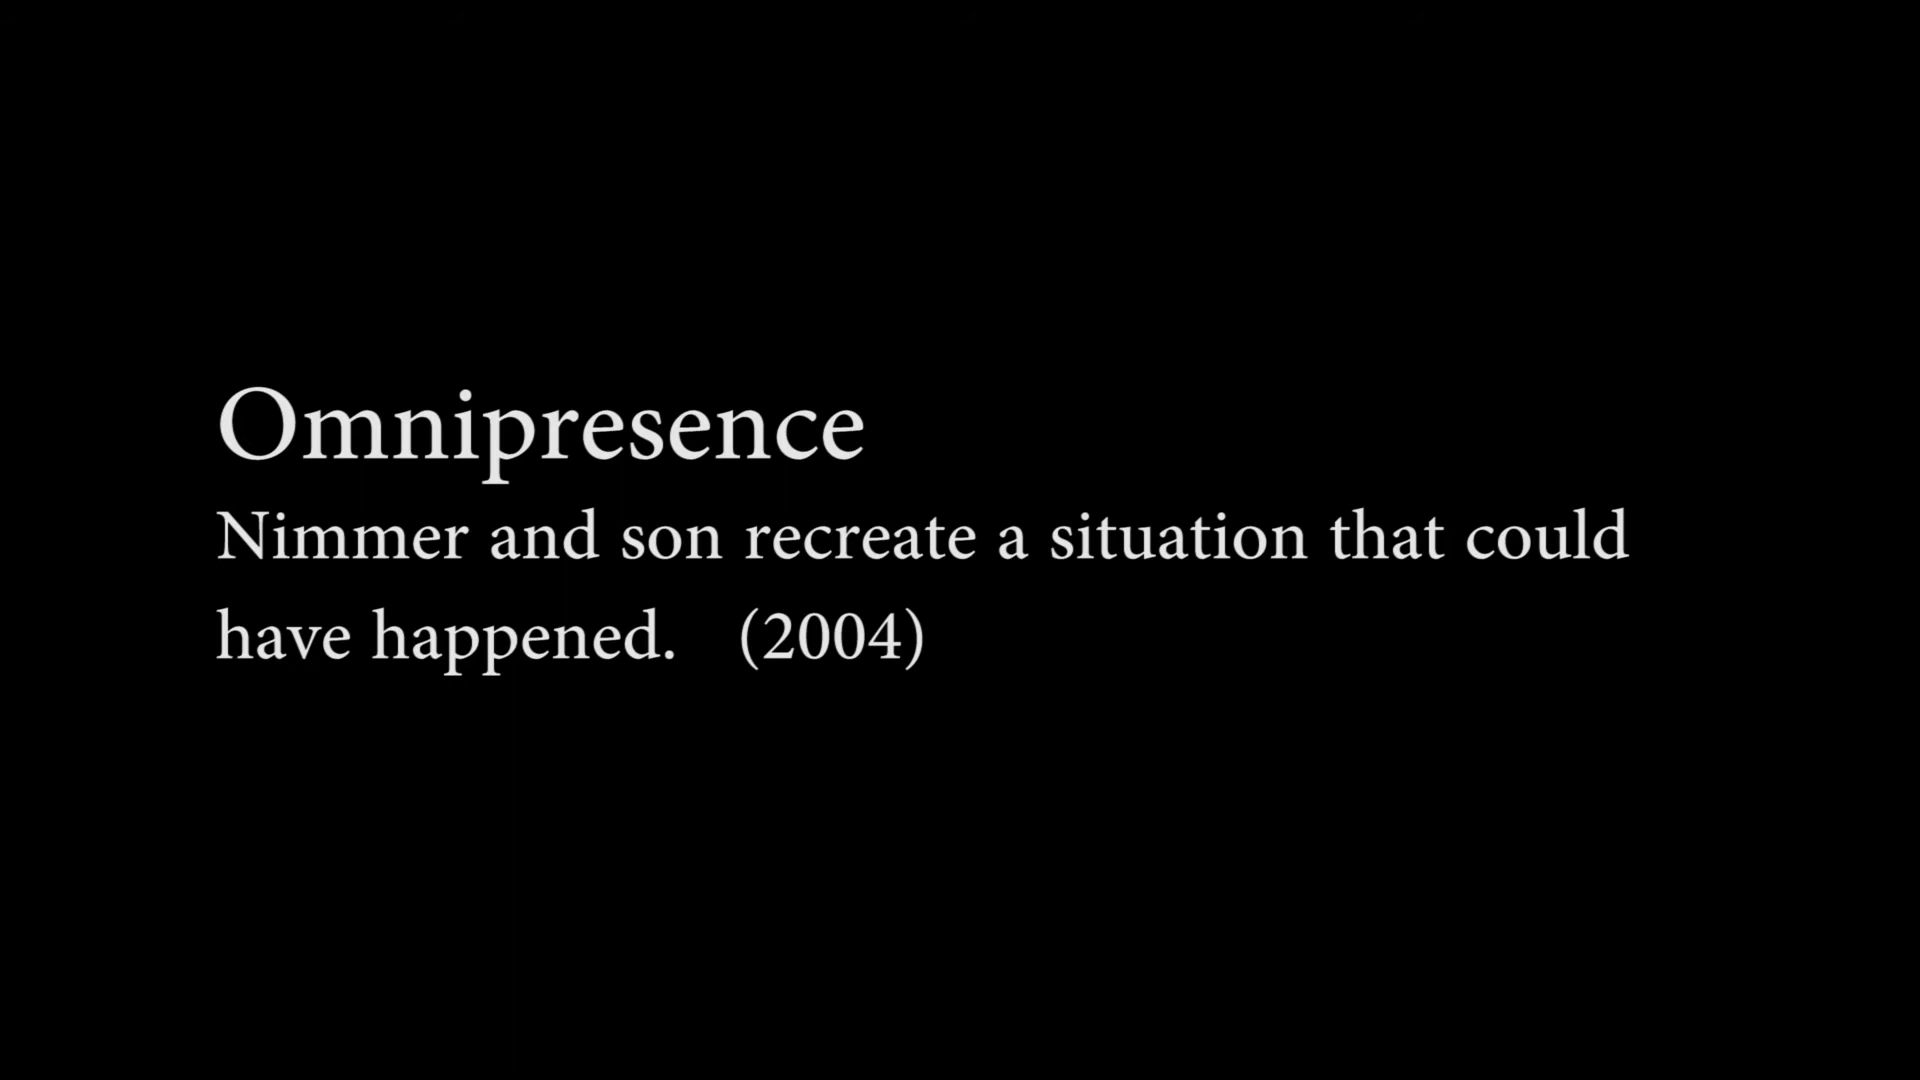 Omnipresence
Nimmer and son recreate a situation that could
have happened. (2004)